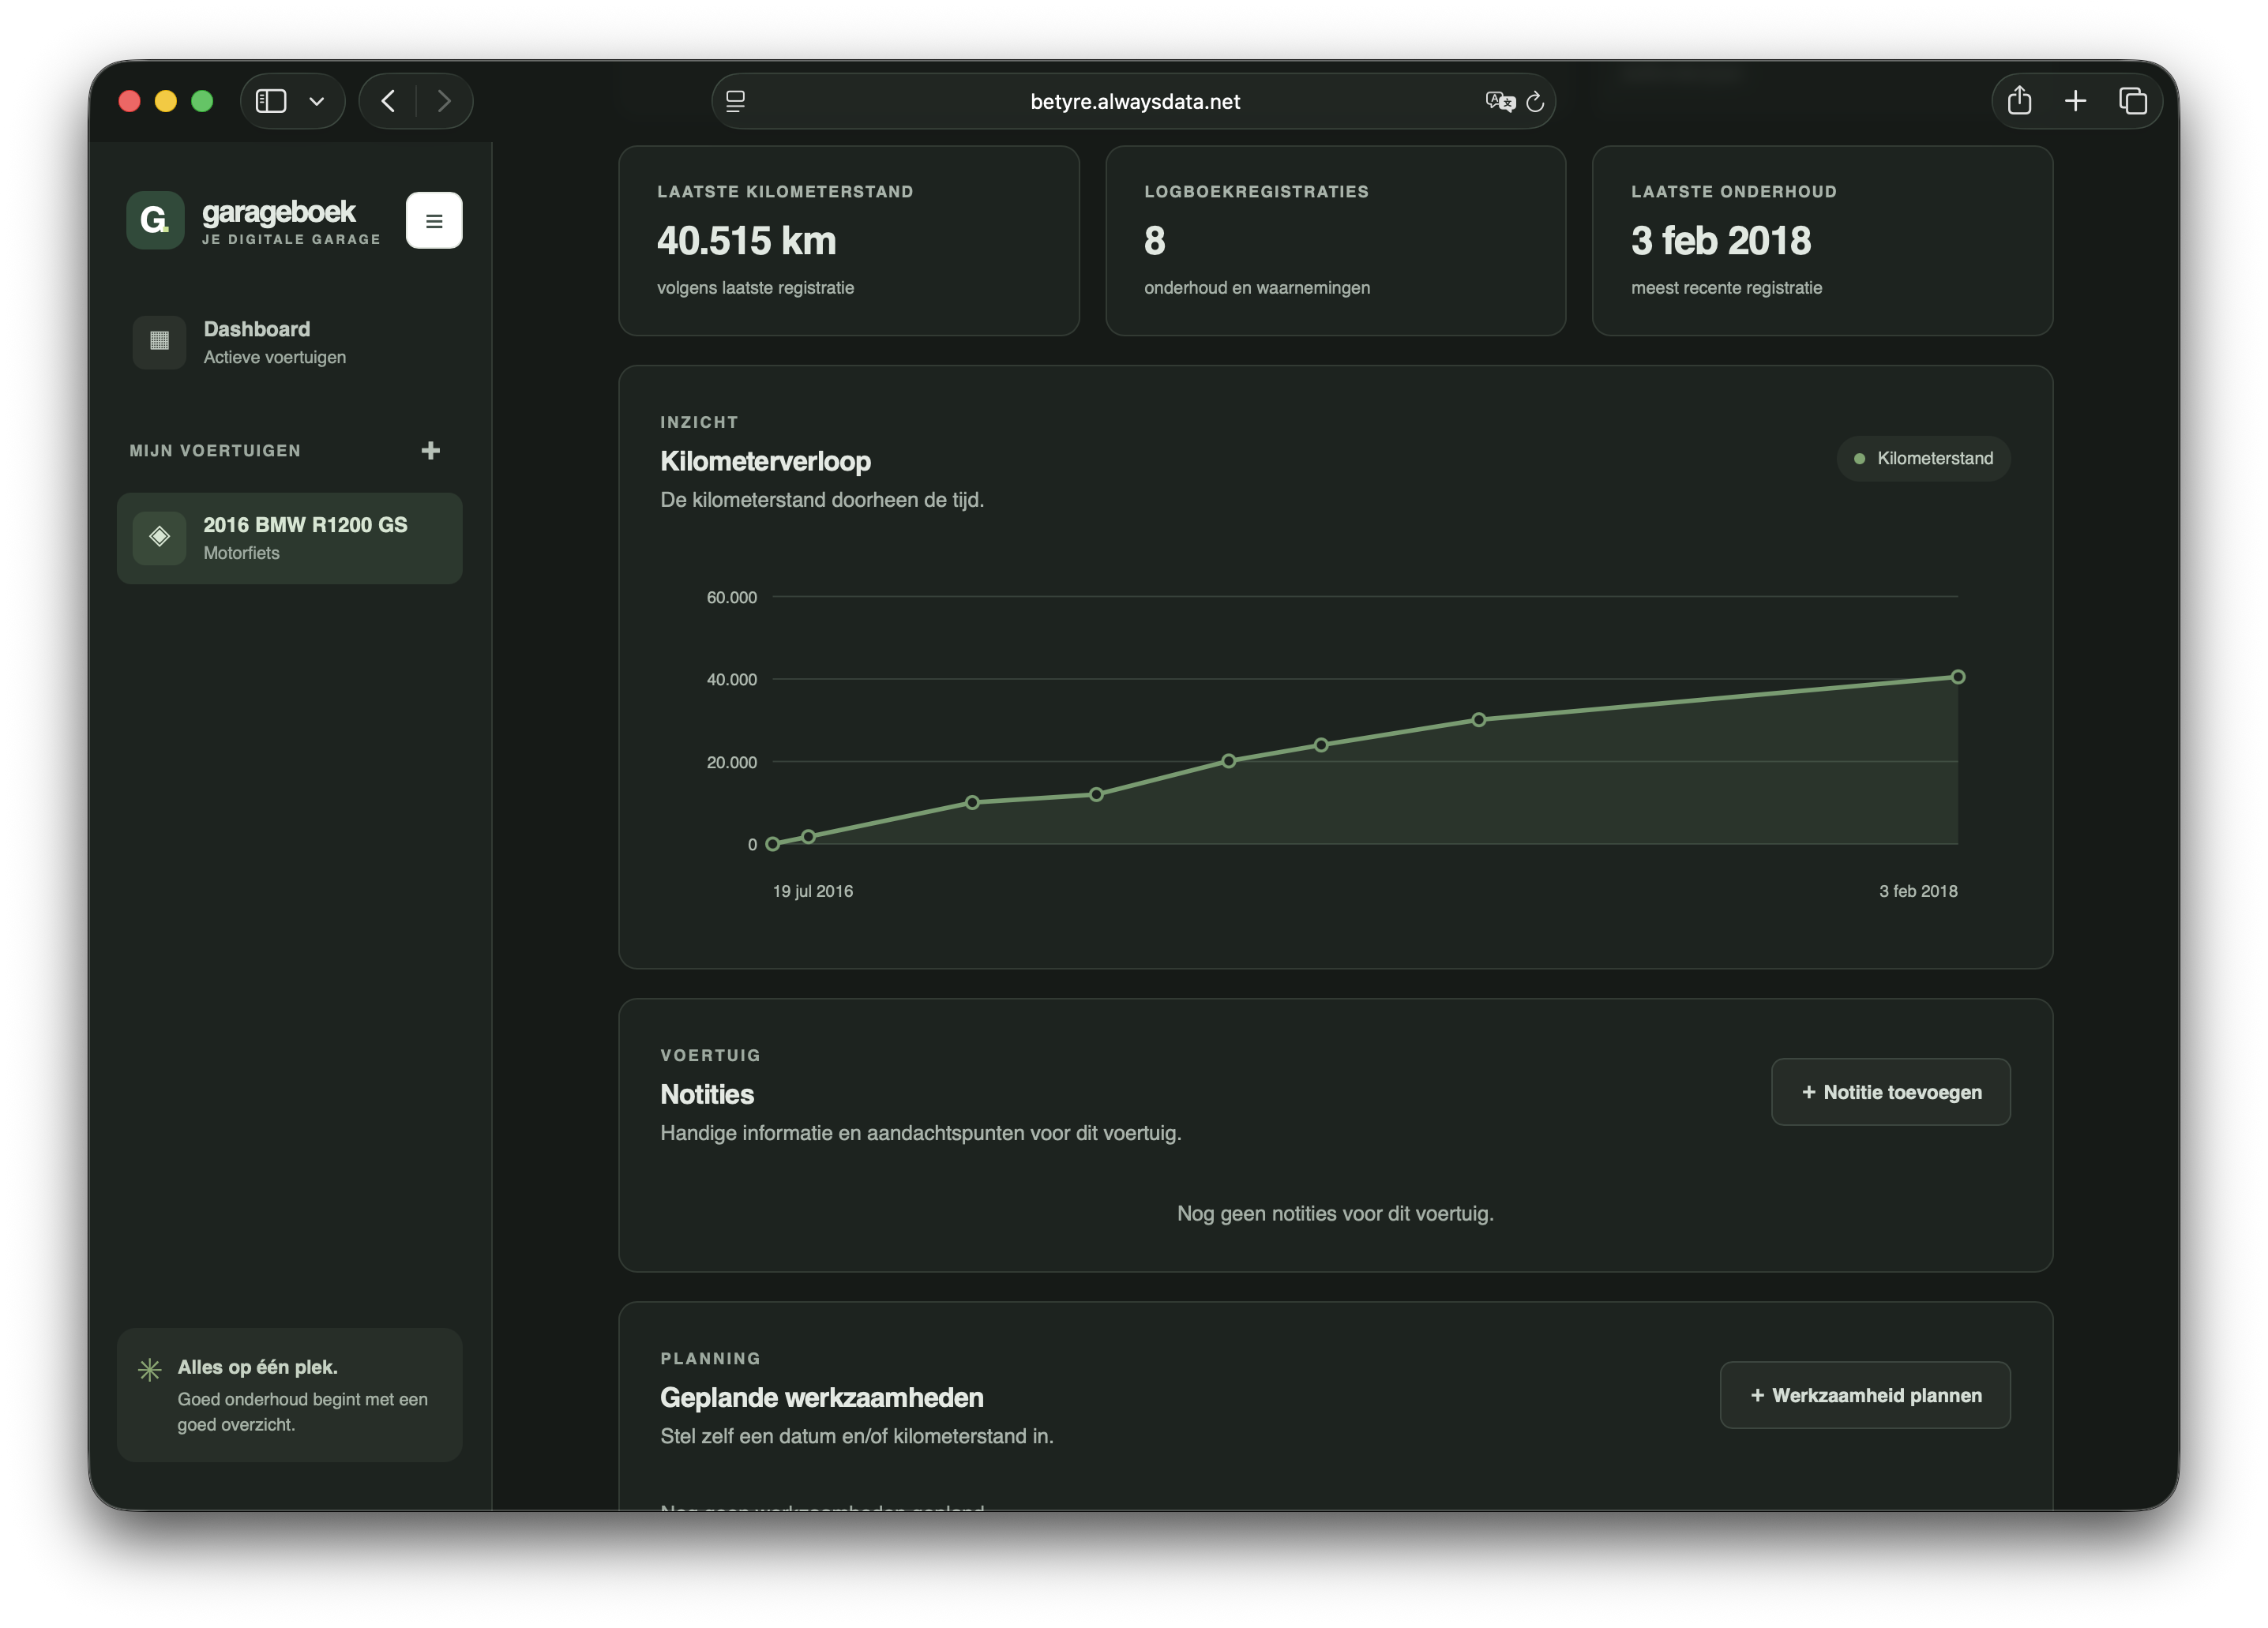 betyre.alwaysdata.net
G.
garageboek
JE DIGITALE GARAGE
Dashboard
Actieve voertuigen
MIJN VOERTUIGEN
2016 BMW R1200 GS
Motorfiets
Alles op één plek.
Goed onderhoud begint met een
goed overzicht.
LAATSTE KILOMETERSTAND
40.515 km
volgens laatste registratie
LOGBOEKREGISTRATIES
8
onderhoud en waarnemingen
LAATSTE ONDERHOUD
3 feb 2018
meest recente registratie
INZICHT
Kilometerverloop
De kilometerstand doorheen de tijd.
Kilometerstand
60.000
40.000
20.000
0
19 jul 2016
3 feb 2018
VOERTUIG
Notities
Handige informatie en aandachtspunten voor dit voertuig.
+ Notitie toevoegen
Nog geen notities voor dit voertuig.
PLANNING
Geplande werkzaamheden
Stel zelf een datum en/of kilometerstand in.
+ Werkzaamheid plannen
Nog geen werkzaamheden gepland